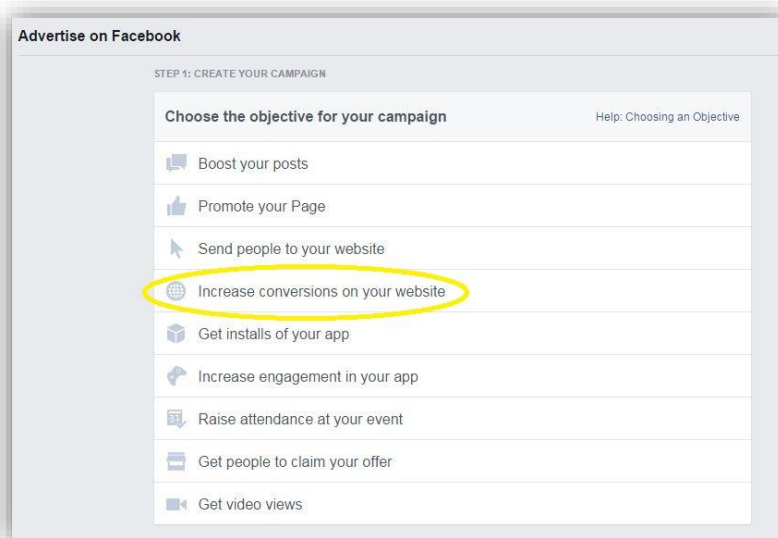 Advertise on Facebook
STEP 1: CREATE YOUR CAMPAIGN
Choose the objective for your campaign Help: Choosing an Objective
Boost your posts
Promote your Page
Send people to your website
Increase conversions on your website
Get installs of your app
Increase engagement in your app
31 Raise attendance at your event
Get people to claim your offer
Get video views